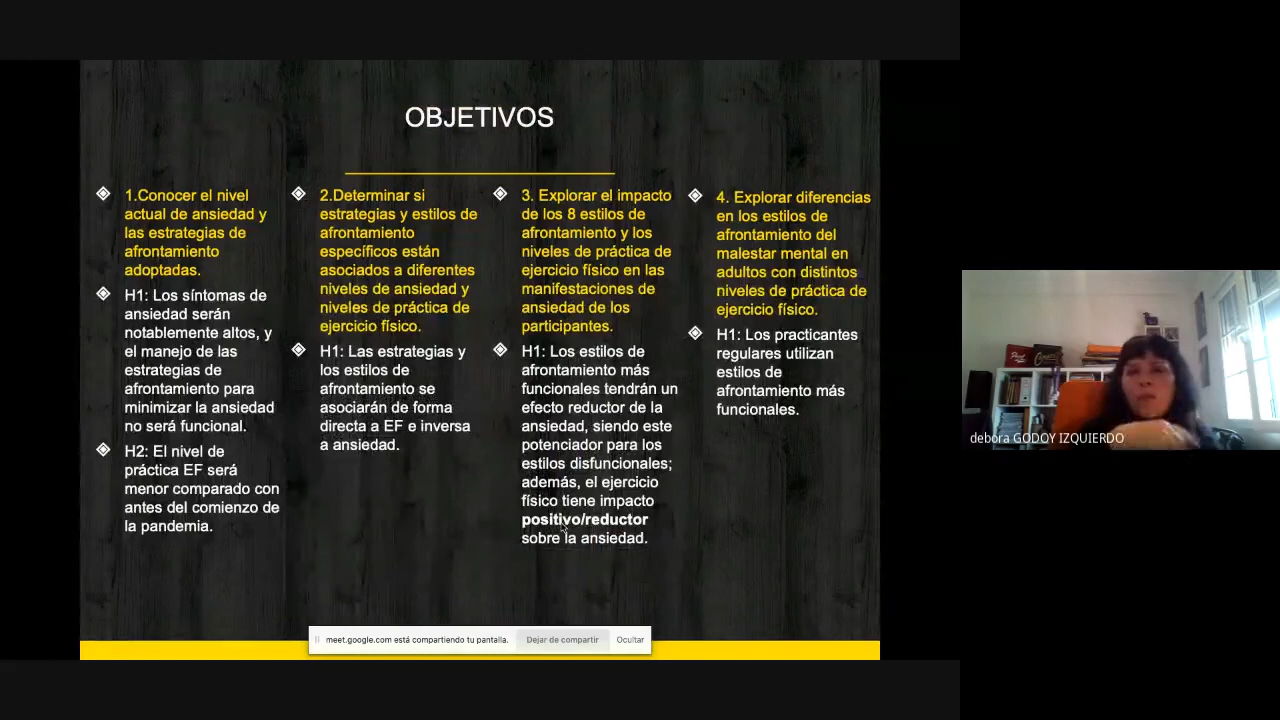 OBJETIVOS
1.Conocer el nivel
actual de ansiedad y
las estrategias de
afrontamiento
adoptadas.
H1: Los síntomas de
ansiedad serán
notablemente altos, y
el manejo de las
estrategias de
afrontamiento para
minimizar la ansiedad
no será funcional.
H2: El nivel de
práctica EF será
menor comparado con
antes del comienzo de
la pandemia.
2.Determinar si
estrategias y estilos de
afrontamiento
específicos están
asociados a diferentes
niveles de ansiedad y
niveles de práctica de
ejercicio físico.
H1: Las estrategias y
los estilos de
afrontamiento se
asociarán de forma
directa a EF e inversa
a ansiedad.
3. Explorar el impacto
de los 8 estilos de
afrontamiento y los
niveles de práctica de
ejercicio físico en las
manifestaciones de
ansiedad de los
participantes.
H1: Los estilos de
afrontamiento más
funcionales tendrán un
efecto reductor de la
ansiedad, siendo este
potenciador para los
estilos disfuncionales;
además, el ejercicio
físico tiene impacto
positivo/reductor
sobre la ansiedad.
4. Explorar diferencias
en los estilos de
afrontamiento del
malestar mental en
adultos con distintos
niveles de práctica de
ejercicio físico.
H1: Los practicantes
regulares utilizan
estilos de
afrontamiento más
funcionales.
debora GODOY IZQUIERDO
meet.google.com está compartiendo tu pantalla. Dejar de compartir Ocultar